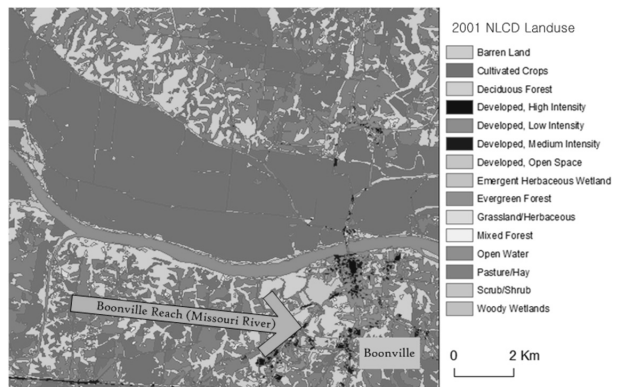 2001 NLCD Landuse
Barren Land
Cultivated Crops
Deciduous Forest
Developed, High Intensity
Developed, Low Intensity
Developed, Medium Intensity
Developed, Open Space
Emergent Herbaceous Wetland
Evergreen Forest
Grassland/Herbaceous
Mixed Forest
Open Water
Pasture/Hay
Scrub/Shrub
Woody Wetlands
Boonville Reach (Missouri River)
Boonville
0 2 Km